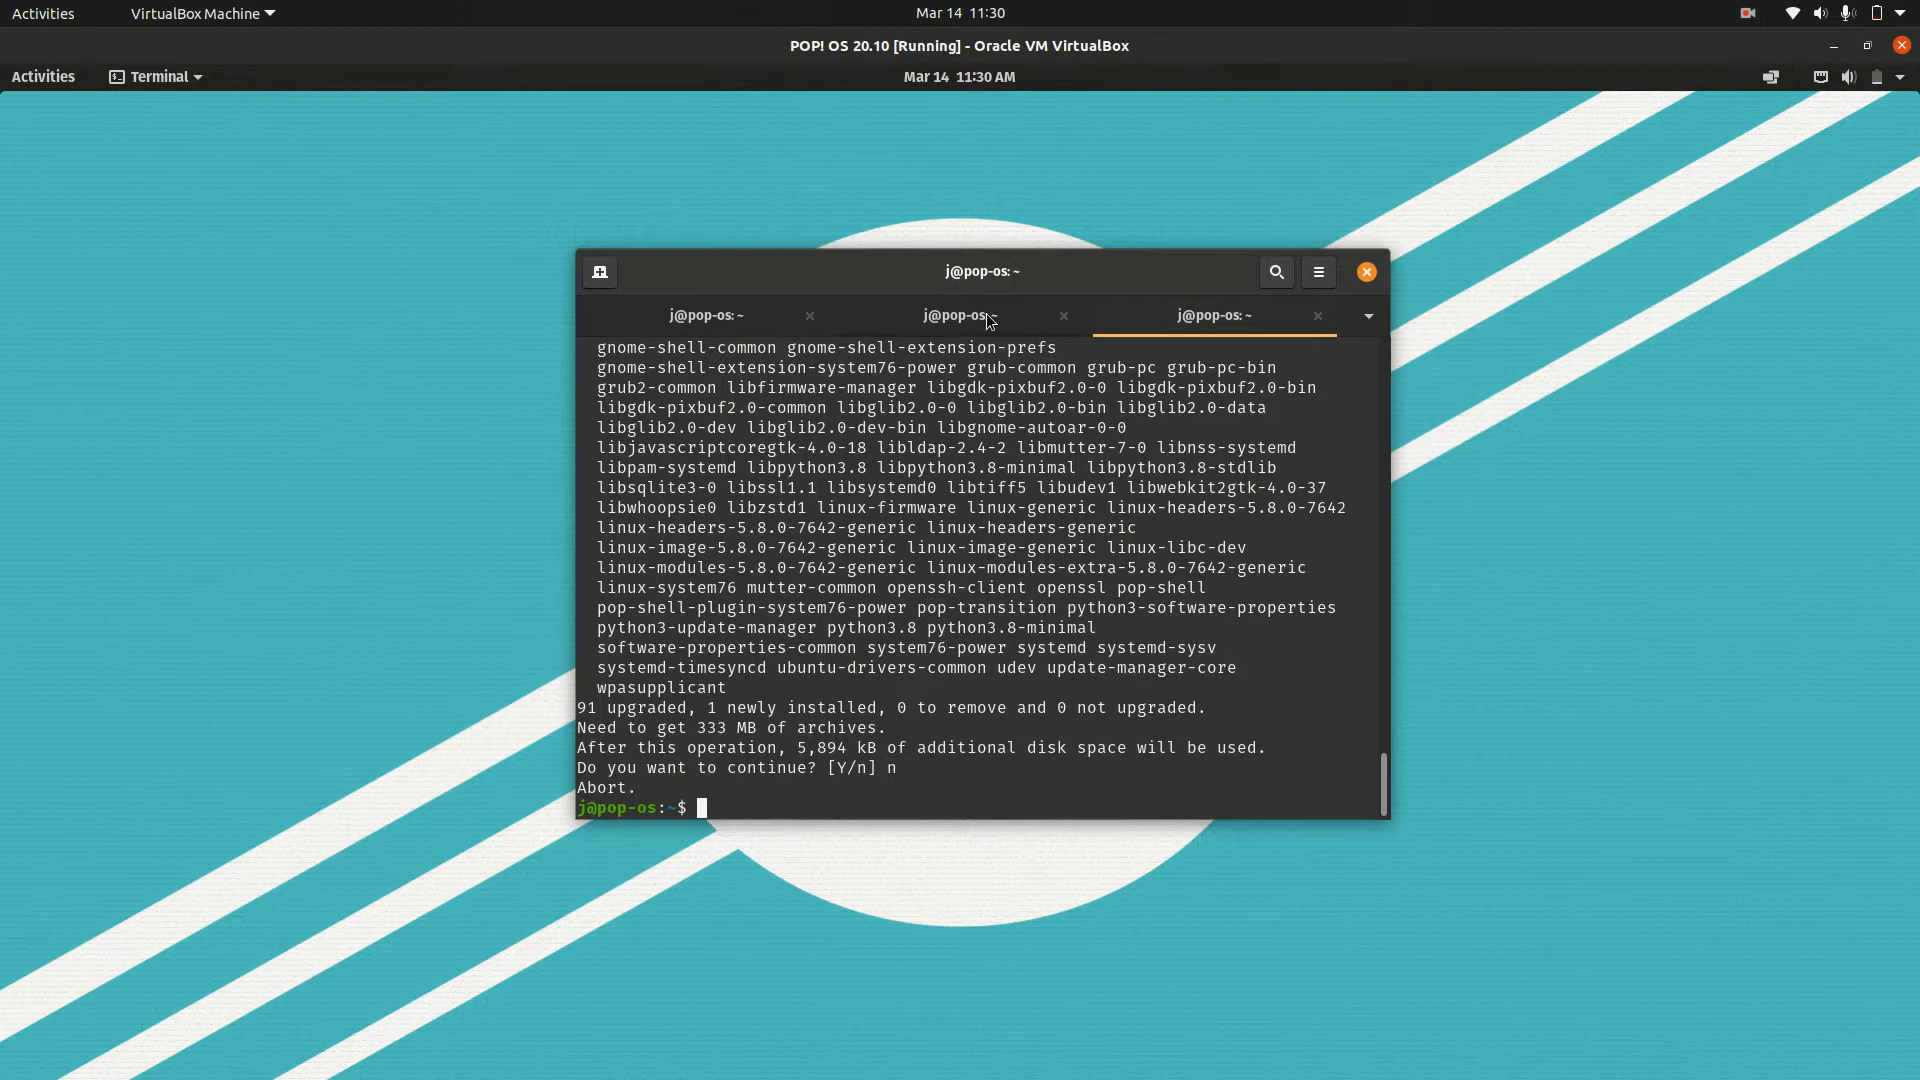 Activities VirtualBox Machine Mar 14 11:30
POP! OS 20.10 [Running] - Oracle VM VirtualBox
Activities Terminal Mar 14 11:30 AM
j@pop-os: ~
j@pop-os: ~ j@pop-os: ~ j@pop-os: ~
gnome-shell-common gnome-shell-extension-prefs
gnome-shell-extension-system76-power grub-common grub-pc grub-pc-bin
grub2-common libfirmware-manager libgdk-pixbuf2.0-0 libgdk-pixbuf2.0-bin
libgdk-pixbuf2.0-common libglib2.0-0 libglib2.0-bin libglib2.0-data
libglib2.0-dev libglib2.0-dev-bin libgnome-autoar-0-0
libjavascriptcoregtk-4.0-18 libldap-2.4-2 libmutter-7-0 libnss-systemd
libpam-systemd libpython3.8 libpython3.8-minimal libpython3.8-stdlib
libsqlite3-0 libssl1.1 libsystemd0 libtiff5 libudev1 libwebkit2gtk-4.0-37
libwhoopsie0 libzstd1 linux-firmware linux-generic linux-headers-5.8.0-7642
linux-headers-5.8.0-7642-generic linux-headers-generic
linux-image-5.8.0-7642-generic linux-image-generic linux-libc-dev
linux-modules-5.8.0-7642-generic linux-modules-extra-5.8.0-7642-generic
linux-system76 mutter-common openssh-client openssl pop-shell
pop-shell-plugin-system76-power pop-transition python3-software-properties
python3-update-manager python3.8 python3.8-minimal
software-properties-common system76-power systemd systemd-sysv
systemd-timesyncd ubuntu-drivers-common udev update-manager-core
wpasupplicant
91 upgraded, 1 newly installed, 0 to remove and 0 not upgraded.
Need to get 333 MB of archives.
After this operation, 5,894 kB of additional disk space will be used.
Do you want to continue? [Y/n] n
Abort.
j@pop-os:~$